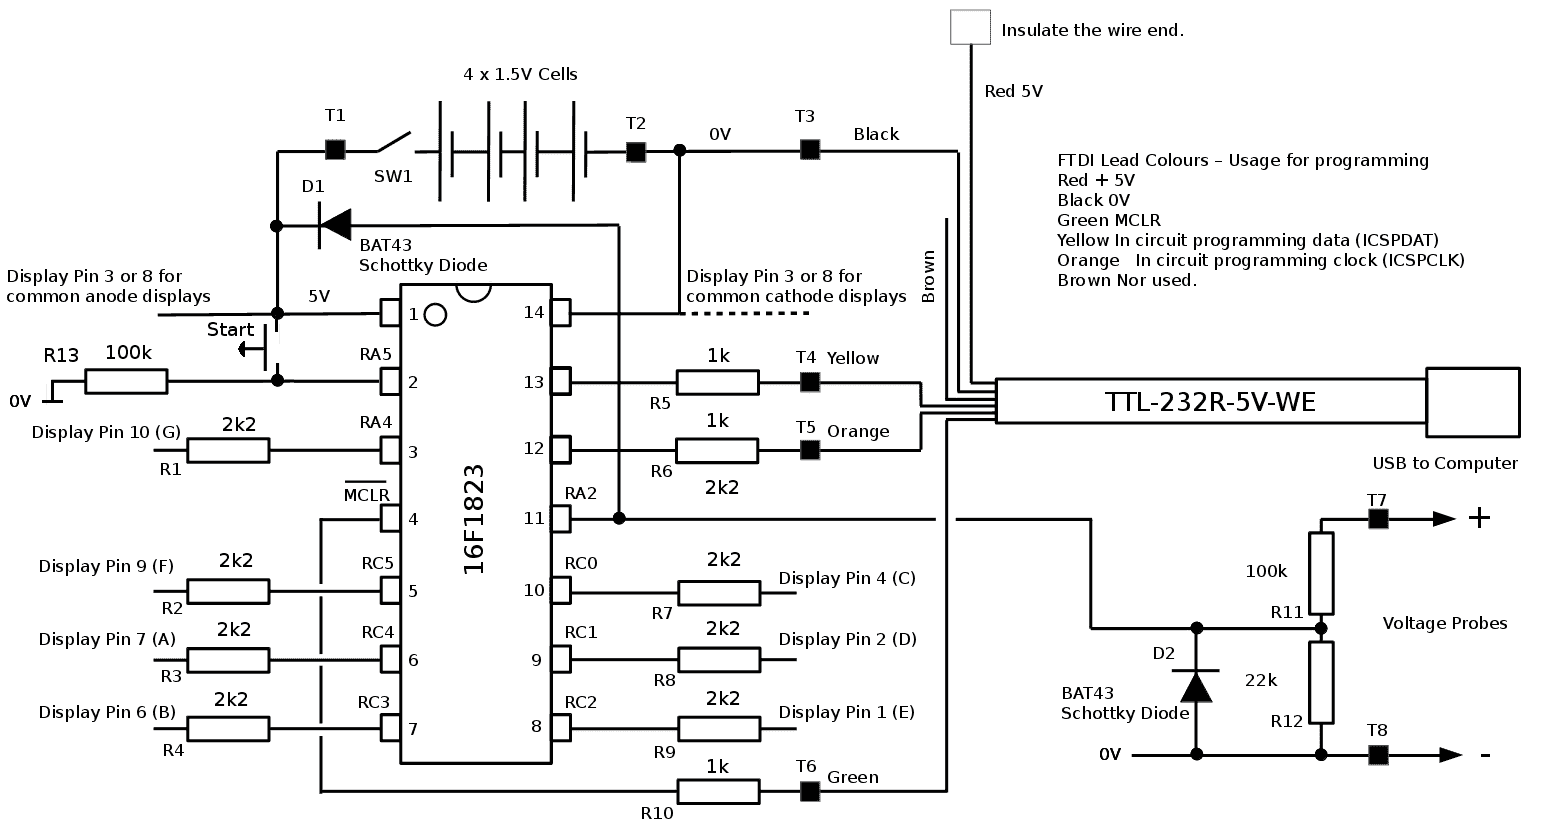 Insulate the wire end.
4 x 1.5V Cells
Red 5V
T1
T2
T3
0V
Black
SW1
FTDI Lead Colours – Usage for programming
Red + 5V
Black 0V
Green MCLR
Yellow In circuit programming data (ICSPDAT)
Orange In circuit programming clock (ICSPCLK)
Brown Nor used.
D1
BAT43
Schottky Diode
Brown
Display Pin 3 or 8 for
common anode displays
5V
Display Pin 3 or 8 for
common cathode displays
1
14
Start
R13
100k
RA5
2
0V
13
1k
R5
T4
Yellow
TTL-232R-5V-WE
USB to Computer
Display Pin 10 (G)
2k2
R1
RA4
3
12
1k
R6
T5
Orange
16F1823
MCLR
4
11
RA2
2k2
T7
+
Display Pin 9 (F)
2k2
R2
RC5
5
10
RC0
2k2
R7
Display Pin 4 (C)
100k
R11
Voltage Probes
Display Pin 7 (A)
2k2
R3
RC4
6
9
RC1
2k2
R8
Display Pin 2 (D)
D2
BAT43
Schottky Diode
22k
R12
Display Pin 6 (B)
2k2
R4
RC3
7
8
RC2
2k2
R9
Display Pin 1 (E)
0V
T8
-
1k
R10
T6
Green